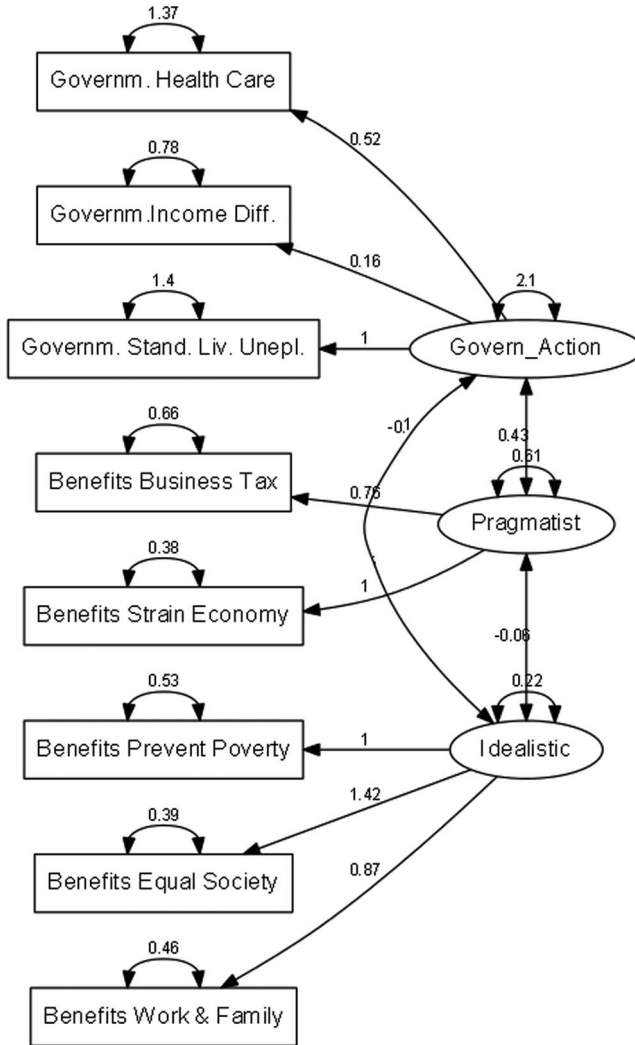 1.37
Governm. Health Care
0.52
0.78
Governm.Income Diff.
0.16
1.4
2.1
Governm. Stand. Liv. Unepl.
1
Govern_Action
-0.1
0.43
0.66
0.61
Benefits Business Tax
0.76
Pragmatist
0.38
Benefits Strain Economy
1
-0.06
0.53
0.22
Benefits Prevent Poverty
1
Idealistic
1.42
0.39
Benefits Equal Society
0.87
0.46
Benefits Work & Family